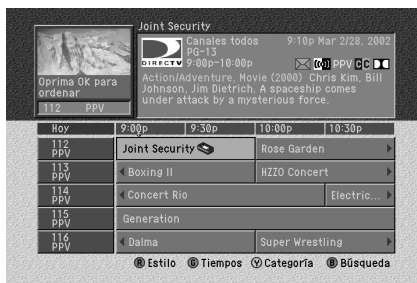 Joint Security
Canales todos 9:10p Mar 2/28, 2002
PG-13
DIRECTV 9:00p-10:00p PPV CC
Oprima OK para ordenar
112 PPV
Action/Adventure, Movie (2000) Chris Kim, Bill
Johnson, Jim Dietrich. A spaceship comes
under attack by a mysterious force.
Hoy 9:00p 9:30p 10:00p 10:30p
112 PPV Joint Security Rose Garden
113 PPV Boxing II HZZO Concert
114 PPV Concert Rio Electric...
115 PPV Generation
116 PPV Dalma Super Wrestling
R Estilo G Tiempos Y Categoría B Búsqueda